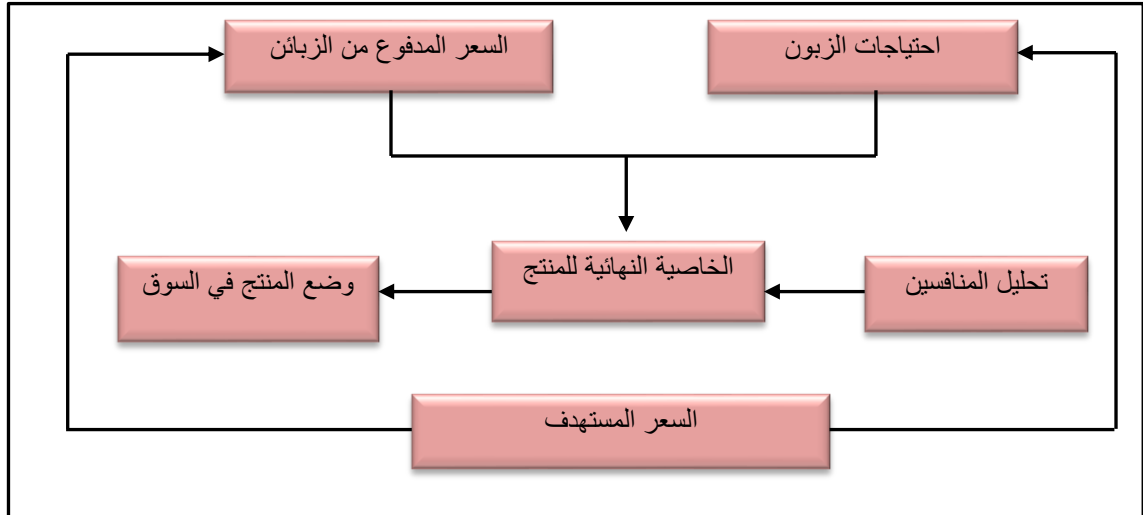 احتياجات الزبون
السعر المدفوع من الزبائن
تحليل المنافسين
الخاصية النهائية للمنتج
وضع المنتج في السوق
السعر المستهدف